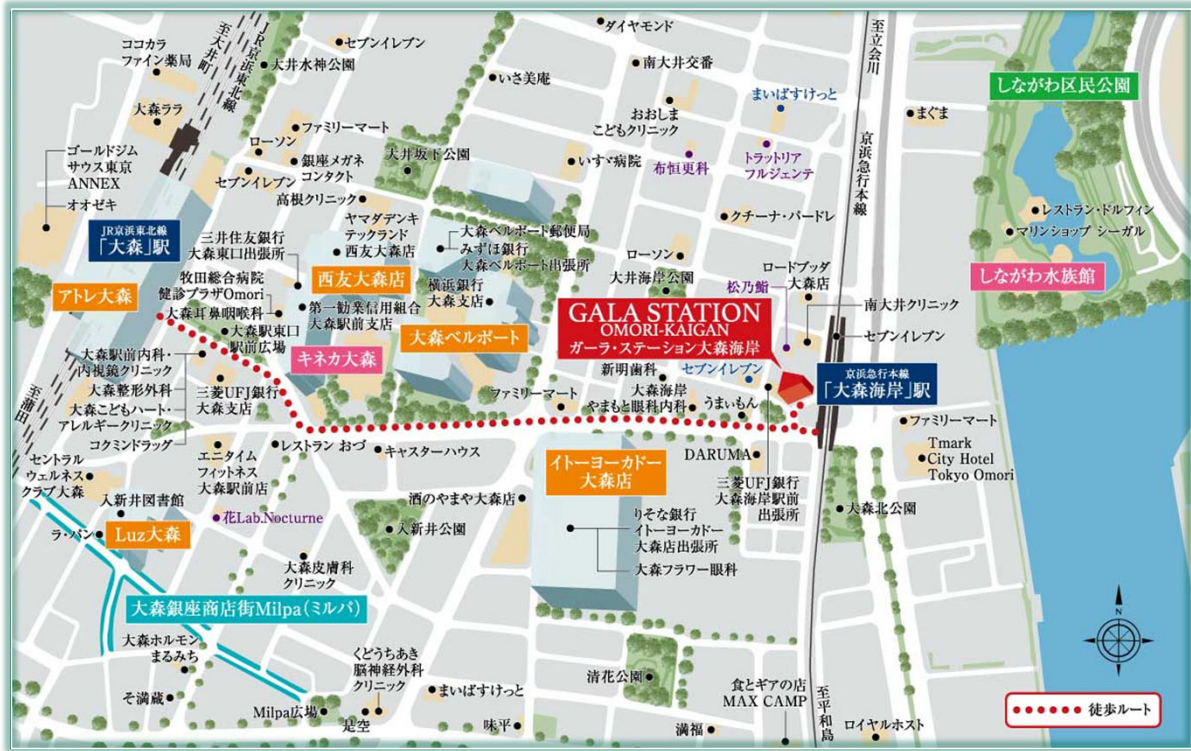 ダイヤモンド
至大井町
JR京浜東北線
セブンイレブン
ココカラ
ファイン薬局
大井水神公園
いさ美庵
南大井交番
まいばすけっと
至立会川
京浜急行本線
しながわ区民公園
大森ララ
ファミリーマート
ローソン
おおしま
こどもクリニック
まぐま
ゴールドジム
サウス東京
ANNEX
オオゼキ
銀座メガネ
コンタクト
大井坂下公園
いすゞ病院
布恒更科
トラットリア
フルジェンテ
セブンイレブン
高根クリニック
JR京浜東北線
「大森」駅
ヤマダデンキ
テックランド
西友大森店
大森ベルポート郵便局
みずほ銀行
大森ベルポート出張所
クチーナ・パードレ
レストラン・ドルフィン
マリンショップ シーガル
三井住友銀行
大森東口出張所
西友大森店
ローソン
大井海岸公園
ロードブッダ
大森店
しながわ水族館
牧田総合病院
健診プラザOmori
大森耳鼻咽喉科
横浜銀行
大森支店
松乃鮨
南大井クリニック
アトレ大森
第一勧業信用組合
大森駅前支店
大森ベルポート
GALA STATION
OMORI-KAIGAN
ガーラ・ステーション大森海岸
セブンイレブン
大森駅東口
駅前広場
キネカ大森
大森駅前内科・
内視鏡クリニック
大森整形外科
大森こどもハート・
アレルギークリニック
コクミンドラッグ
三菱UFJ銀行
大森支店
新明歯科
セブンイレブン
京浜急行本線
「大森海岸」駅
ファミリーマート
大森海岸
やまもと眼科内科
うまいもん
至蒲田
ファミリーマート
レストラン おづ
キャスターハウス
エニタイム
フィットネス
大森駅前店
イトーヨーカドー
大森店
DARUMA
Tmark
City Hotel
Tokyo Omori
セントラル
ウェルネス
クラブ大森
三菱UFJ銀行
大森海岸駅前
出張所
入新井図書館
酒のやまや大森店
大森北公園
花Lab.Nocturne
りそな銀行
イトーヨーカドー
大森店出張所
ラ・パン
Luz大森
入新井公園
大森皮膚科
クリニック
大森フラワー眼科
大森銀座商店街Milpa(ミルパ)
大森ホルモン
まるみち
くどうちあき
脳神経外科
クリニック
清花公園
N
そ満蔵
まいばすけっと
食とギアの店
MAX CAMP
至平和島
Milpa広場
足空
味平
満福
ロイヤルホスト
徒歩ルート